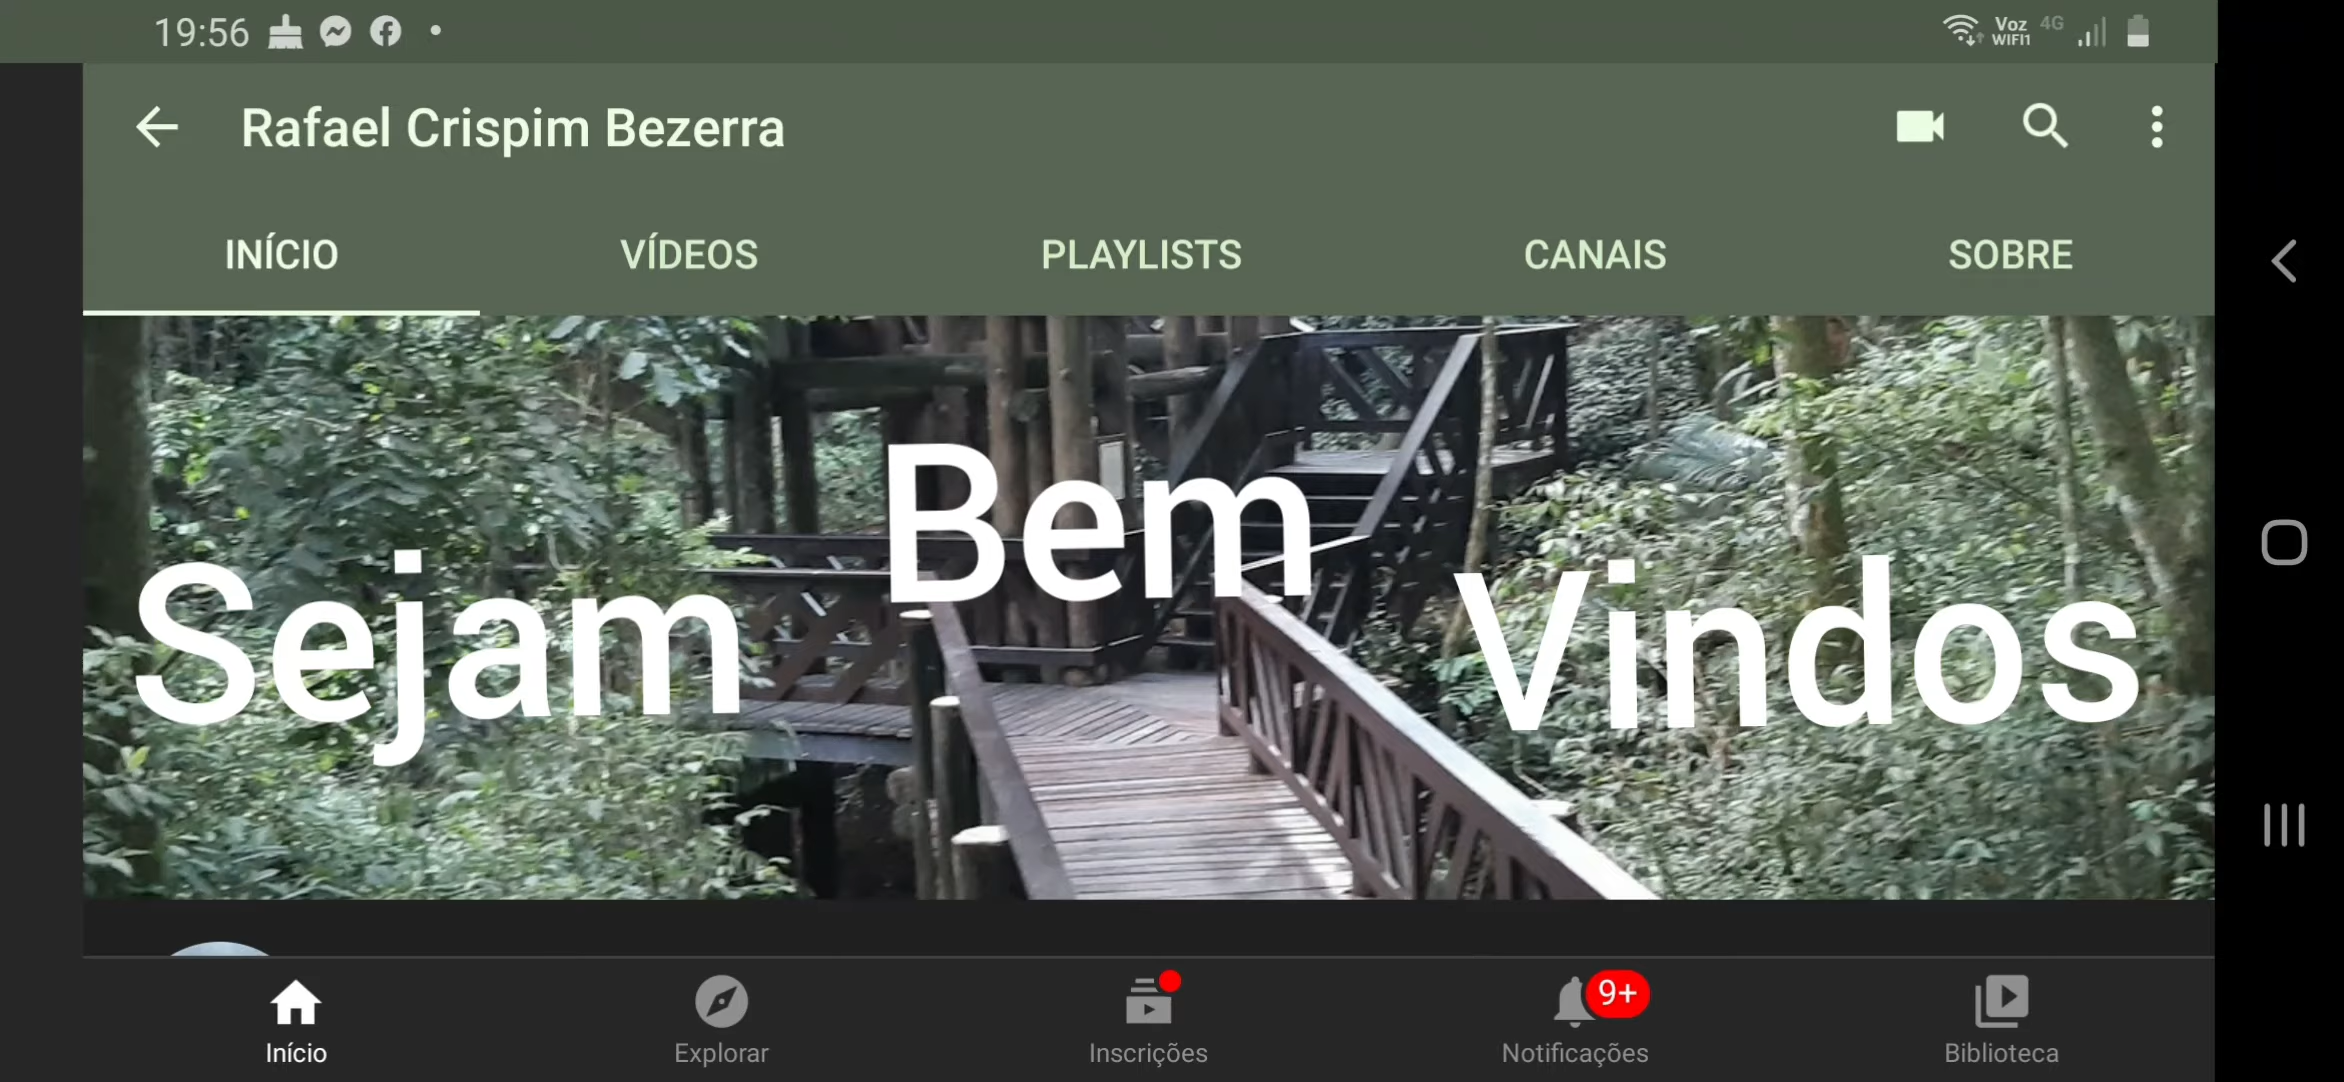 19:56
Voz
WIFI1
4G
Rafael Crispim Bezerra
INÍCIO VÍDEOS PLAYLISTS CANAIS SOBRE
Sejam Bem Vindos
9+
Início Explorar Inscrições Notificações Biblioteca